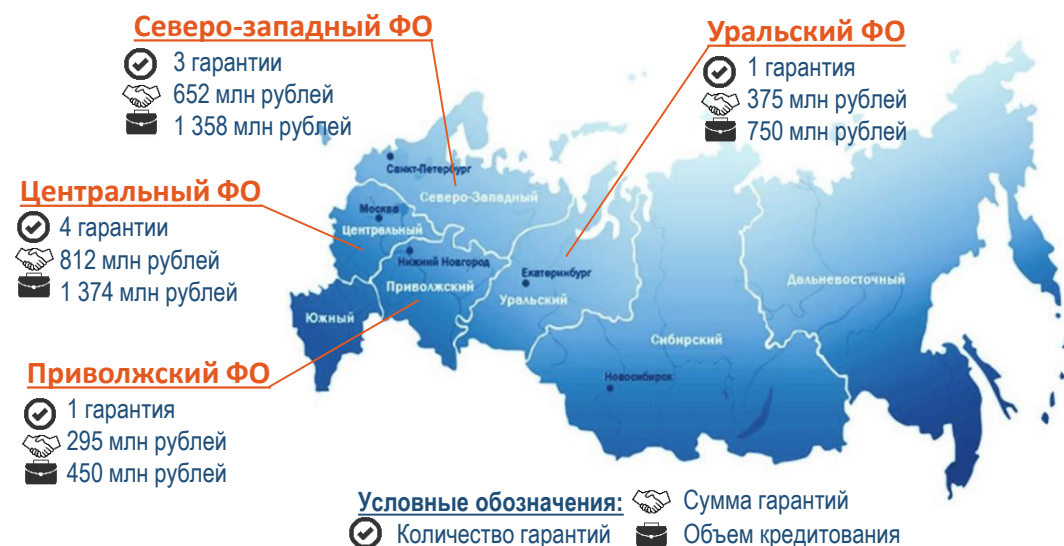 Северо-западный ФО
3 гарантии
652 млн рублей
1 358 млн рублей
Уральский ФО
1 гарантия
375 млн рублей
750 млн рублей
Центральный ФО
4 гарантии
812 млн рублей
1 374 млн рублей
Приволжский ФО
1 гарантия
295 млн рублей
450 млн рублей
Санкт-Петербург
Северо-Западный
Москва
Центральный
Нижний Новгород
Приволжский
Екатеринбург
Уральский
Южный
Дальневосточный
Сибирский
Новосибирск
Условные обозначения:
Сумма гарантий
Количество гарантий
Объем кредитования